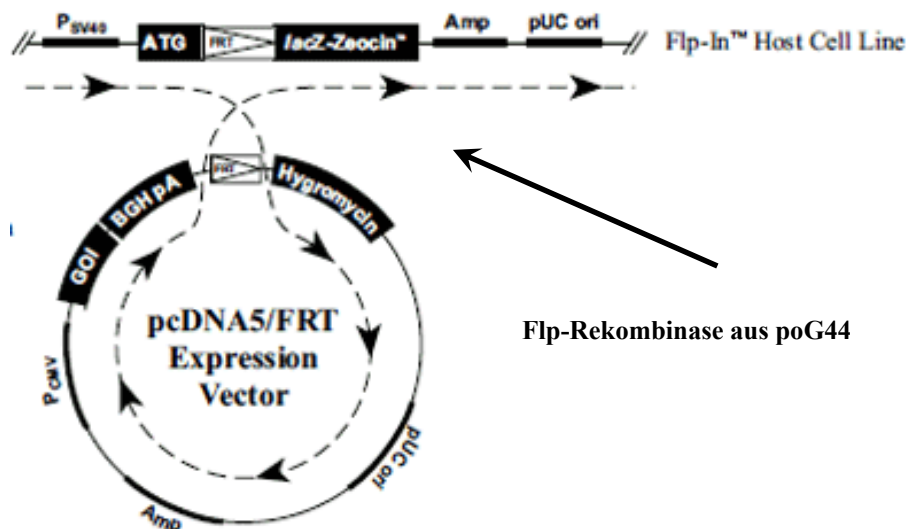 PSV40
ATG
FRT
lacZ-Zeocin™
Amp
pUC ori
Flp-In™ Host Cell Line
FRT
BGH pA
Hygromycin
GOI
pcDNA5/FRT
Expression
Vector
Flp-Rekombinase aus poG44
PCMV
pUC ori
Amp